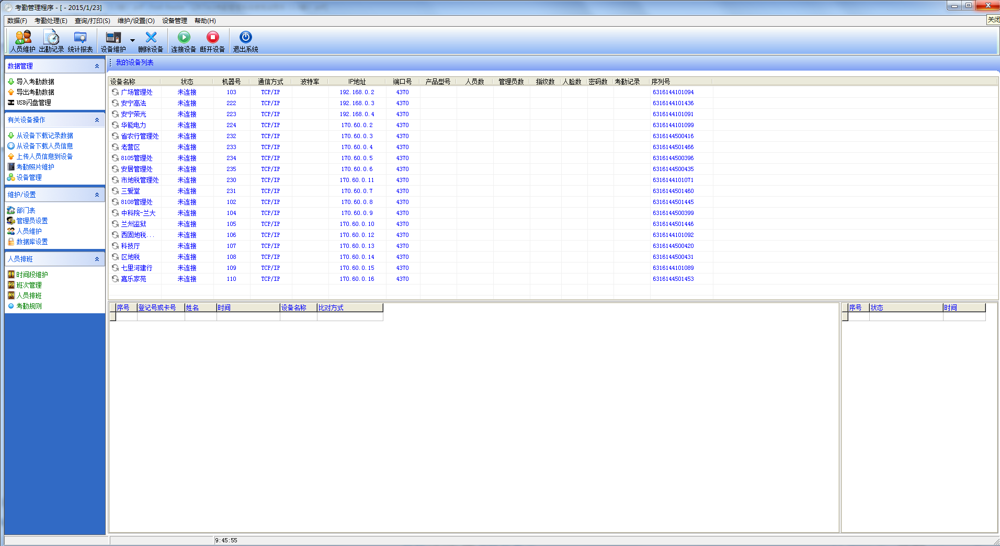 考勤管理程序 - [ - 2015/1/23]
关闭
数据(F) 考勤处理(E) 查询/打印(S) 维护/设置(O) 设备管理 帮助(H)
人员维护 出勤记录 统计报表 设备维护 删除设备 连接设备 断开设备 退出系统
数据管理
导入考勤数据
导出考勤数据
USB闪盘管理
有关设备操作
从设备下载记录数据
从设备下载人员信息
上传人员信息到设备
考勤照片维护
设备管理
维护/设置
部门表
管理员设置
人员维护
数据库设置
人员排班
时间段维护
班次管理
人员排班
考勤规则
我的设备列表
设备名称 状态 机器号 通信方式 波特率 IP地址 端口号 产品型号 人员数 管理员数 指纹数 人脸数 密码数 考勤记录 序列号
广场管理处 未连接 103 TCP/IP 192.168.0.2 4370 6316144101094
安宁高法 未连接 222 TCP/IP 192.168.0.3 4370 6316144101436
安宁荣光 未连接 223 TCP/IP 192.168.0.4 4370 6316144101091
华能电力 未连接 224 TCP/IP 170.60.0.2 4370 6316144101099
省农行管理处 未连接 232 TCP/IP 170.60.0.3 4370 6316144500416
老营区 未连接 233 TCP/IP 170.60.0.4 4370 6316144501466
8105管理处 未连接 234 TCP/IP 170.60.0.5 4370 6316144500396
安居管理处 未连接 235 TCP/IP 170.60.0.6 4370 6316144500435
市地税管理处 未连接 230 TCP/IP 170.60.0.11 4370 6316144101071
三爱堂 未连接 231 TCP/IP 170.60.0.7 4370 6316144501460
8108管理处 未连接 102 TCP/IP 170.60.0.8 4370 6316144501445
中科院-兰大 未连接 104 TCP/IP 170.60.0.9 4370 6316144500399
兰州监狱 未连接 105 TCP/IP 170.60.0.10 4370 6316144501446
西固地税... 未连接 106 TCP/IP 170.60.0.12 4370 6316144101092
科技厅 未连接 107 TCP/IP 170.60.0.13 4370 6316144500420
区地税 未连接 108 TCP/IP 170.60.0.14 4370 6316144500431
七里河建行 未连接 109 TCP/IP 170.60.0.15 4370 6316144101089
嘉乐家苑 未连接 110 TCP/IP 170.60.0.16 4370 6316144501453
序号 登记号或卡号 姓名 时间 设备名称 比对方式
序号 状态 时间
9:45:55